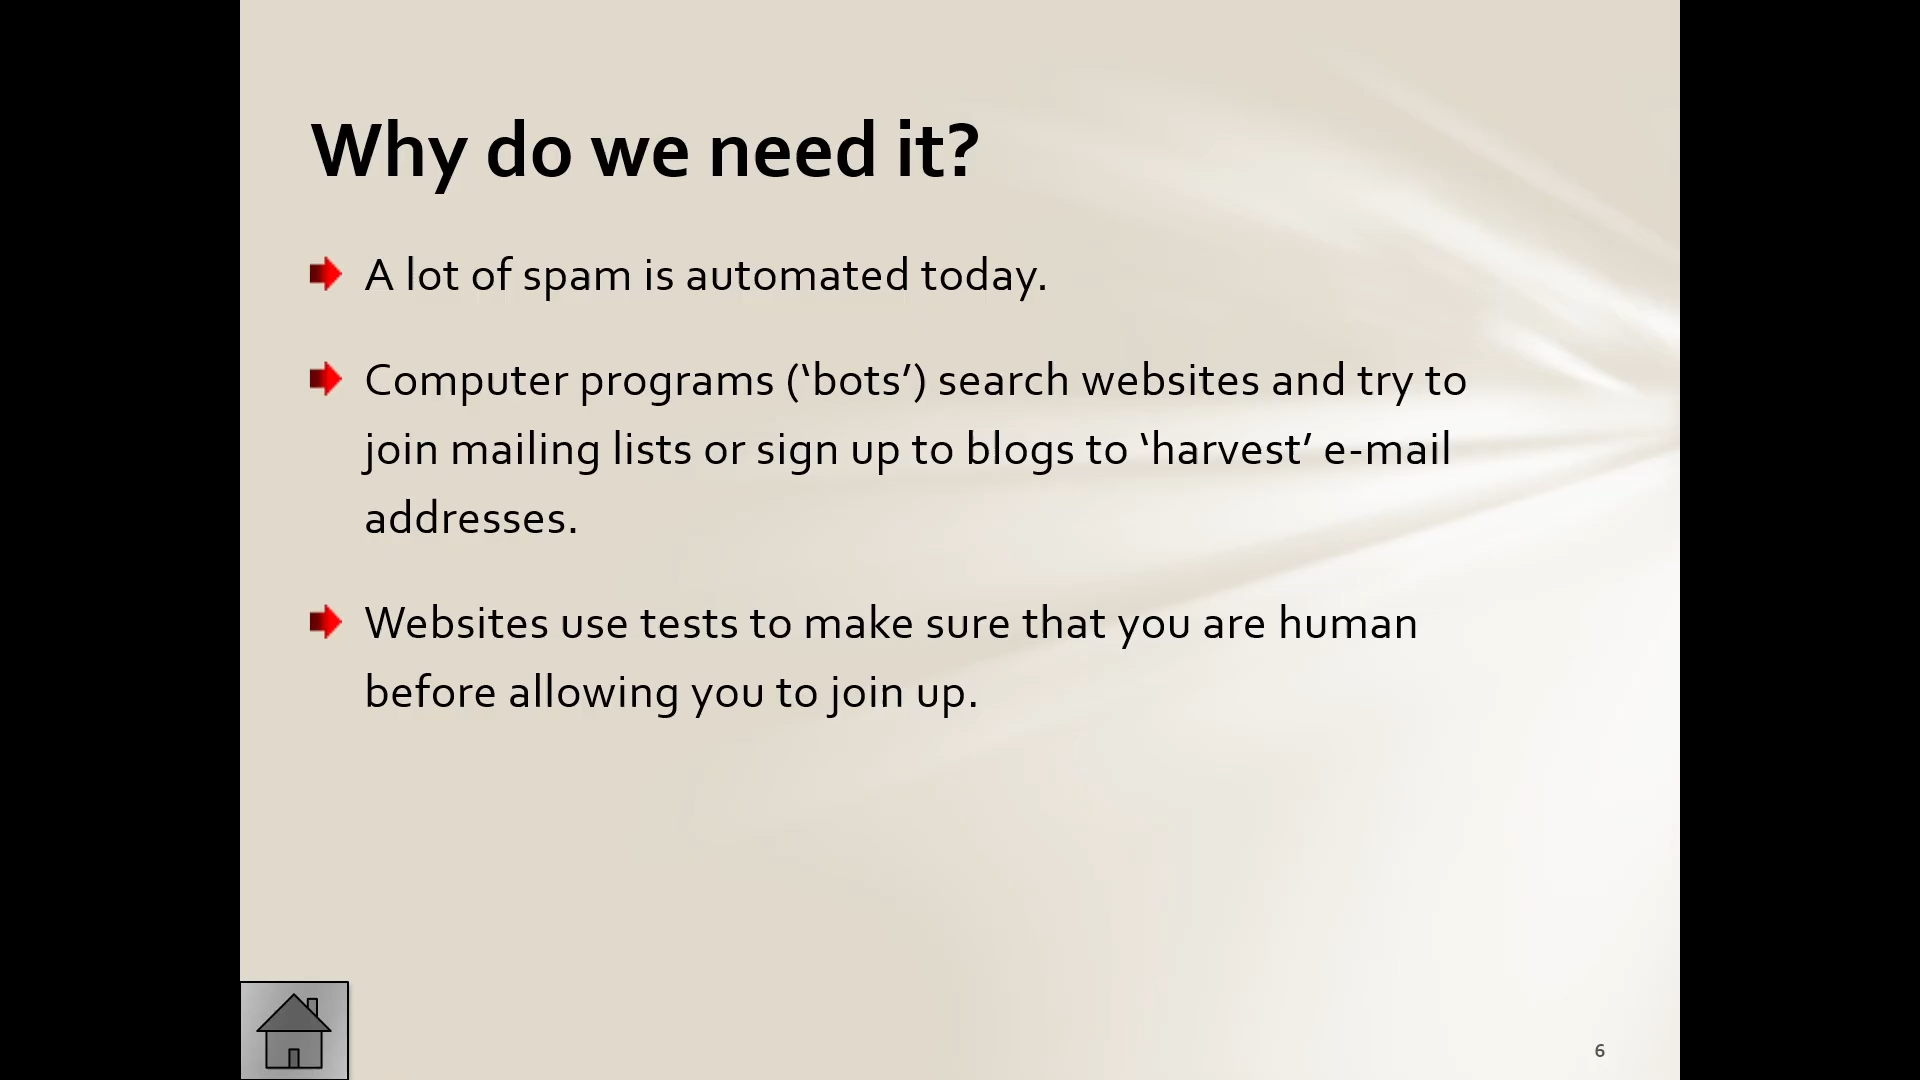 Why do we need it?
A lot of spam is automated today.
Computer programs (‘bots’) search websites and try to
join mailing lists or sign up to blogs to ‘harvest’ e-mail
addresses.
Websites use tests to make sure that you are human
before allowing you to join up.
6